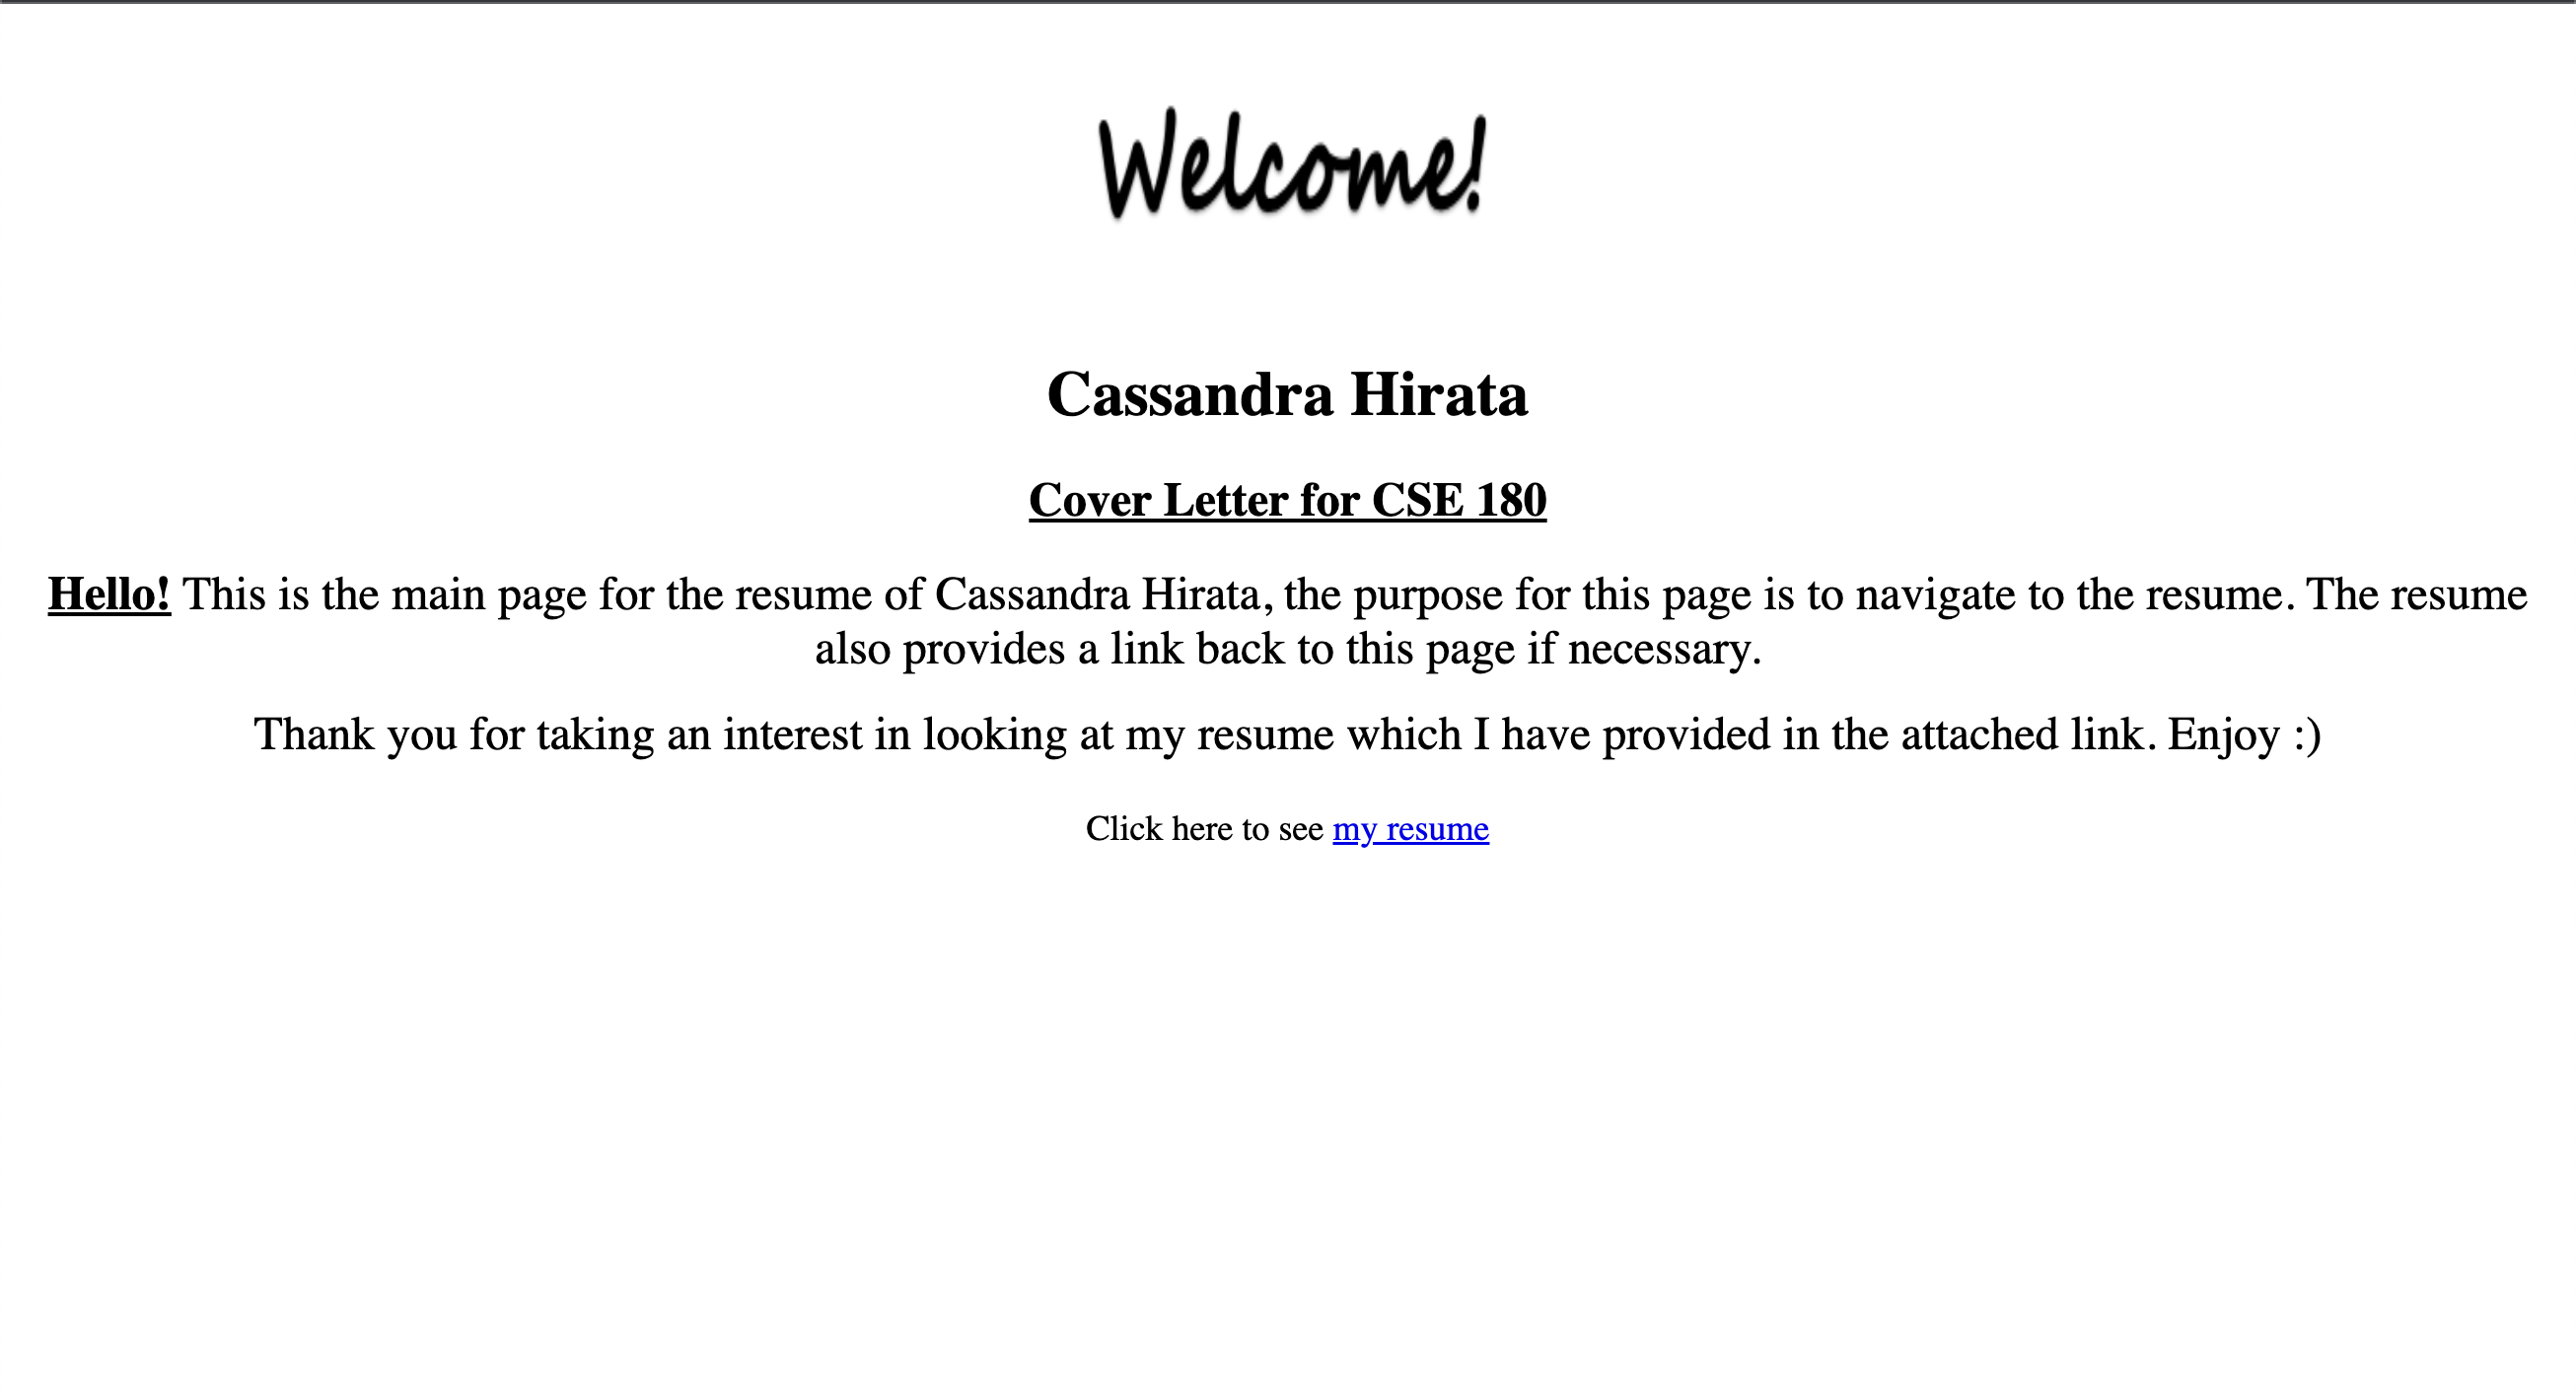 Welcome!
Cassandra Hirata
Cover Letter for CSE 180
Hello! This is the main page for the resume of Cassandra Hirata, the purpose for this page is to navigate to the resume. The resume
also provides a link back to this page if necessary.
Thank you for taking an interest in looking at my resume which I have provided in the attached link. Enjoy :)
Click here to see my resume